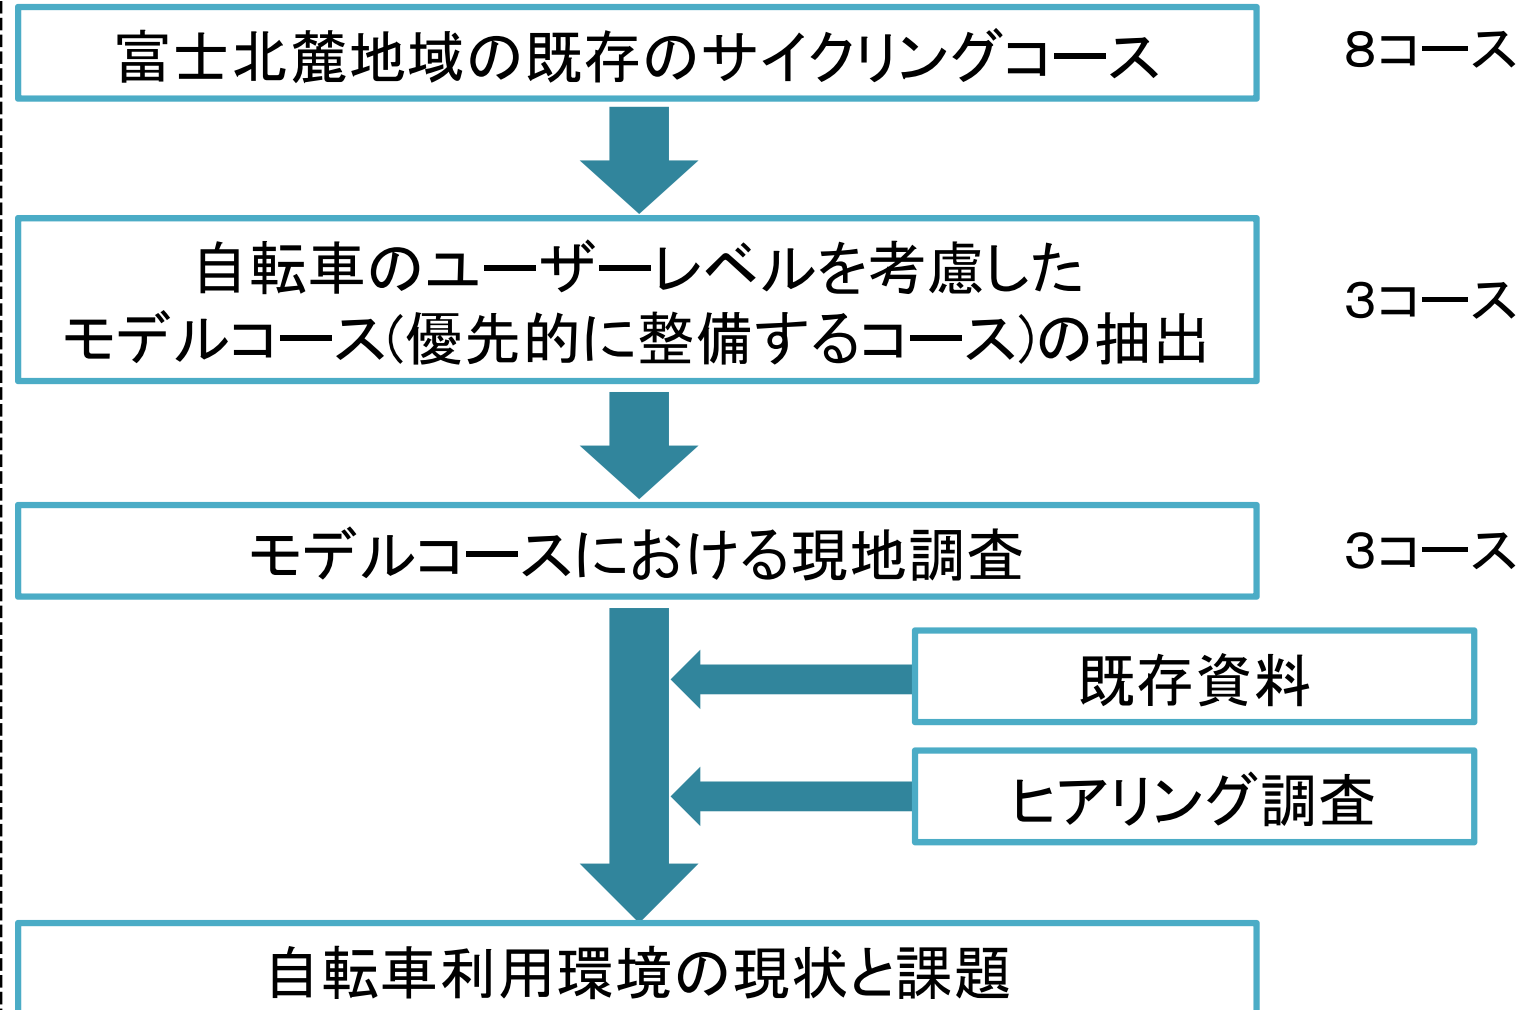 富士北麓地域の既存のサイクリングコース
8コース
自転車のユーザーレベルを考慮した
モデルコース(優先的に整備するコース)の抽出
3コース
モデルコースにおける現地調査
3コース
既存資料
ヒアリング調査
自転車利用環境の現状と課題